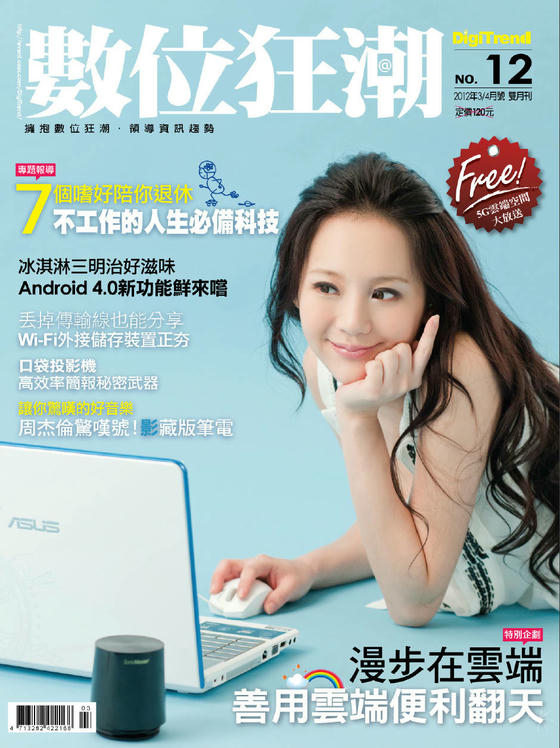 數位狂潮
@
DigiTrend
NO. 12
2012年3/4月號 雙月刊
定價120元
擁抱數位狂潮‧領導資訊趨勢
Free!
5G雲端空間
大放送
專題報導
7個嗜好陪你退休
不工作的人生必備科技
冰淇淋三明治好滋味
Android 4.0新功能鮮來嚐
丟掉傳輸線也能分享
Wi-Fi外接儲存裝置正夯
口袋投影機
高效率簡報秘密武器
讓你驚嘆的好音樂
周杰倫驚嘆號!影藏版筆電
ASUS
SonicMaster
特別企劃
漫步在雲端
善用雲端便利翻天
03
4 713282 422168